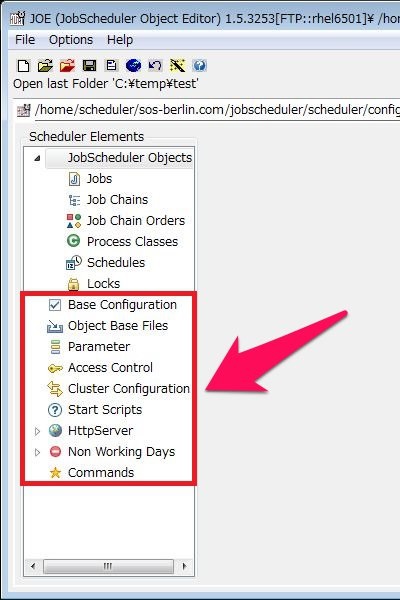 JOE (JobScheduler Object Editor) 1.5.3253[FTP::rhel6501]¥ /hor
File Options Help
Open last Folder 'C:¥temp¥test'
/home/scheduler/sos-berlin.com/jobscheduler/scheduler/config
Scheduler Elements
JobScheduler Objects
Jobs
Job Chains
Job Chain Orders
Process Classes
Schedules
Locks
Base Configuration
Object Base Files
Parameter
Access Control
Cluster Configuration
Start Scripts
HttpServer
Non Working Days
Commands